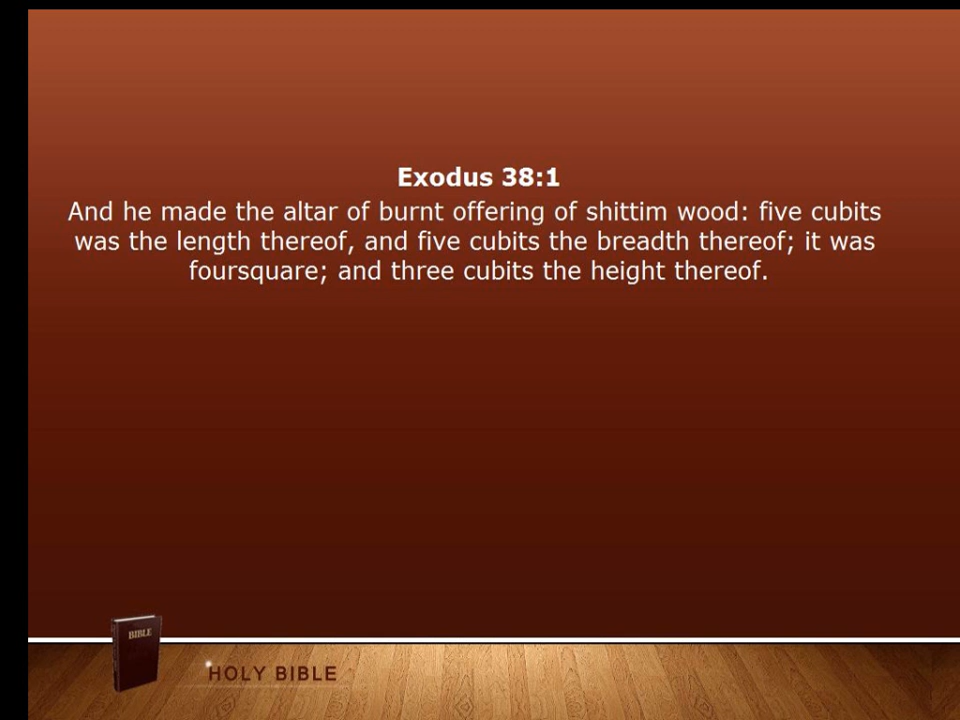 Exodus 38:1
And he made the altar of burnt offering of shittim wood: five cubits
was the length thereof, and five cubits the breadth thereof; it was
foursquare; and three cubits the height thereof.
BIBLE
HOLY BIBLE